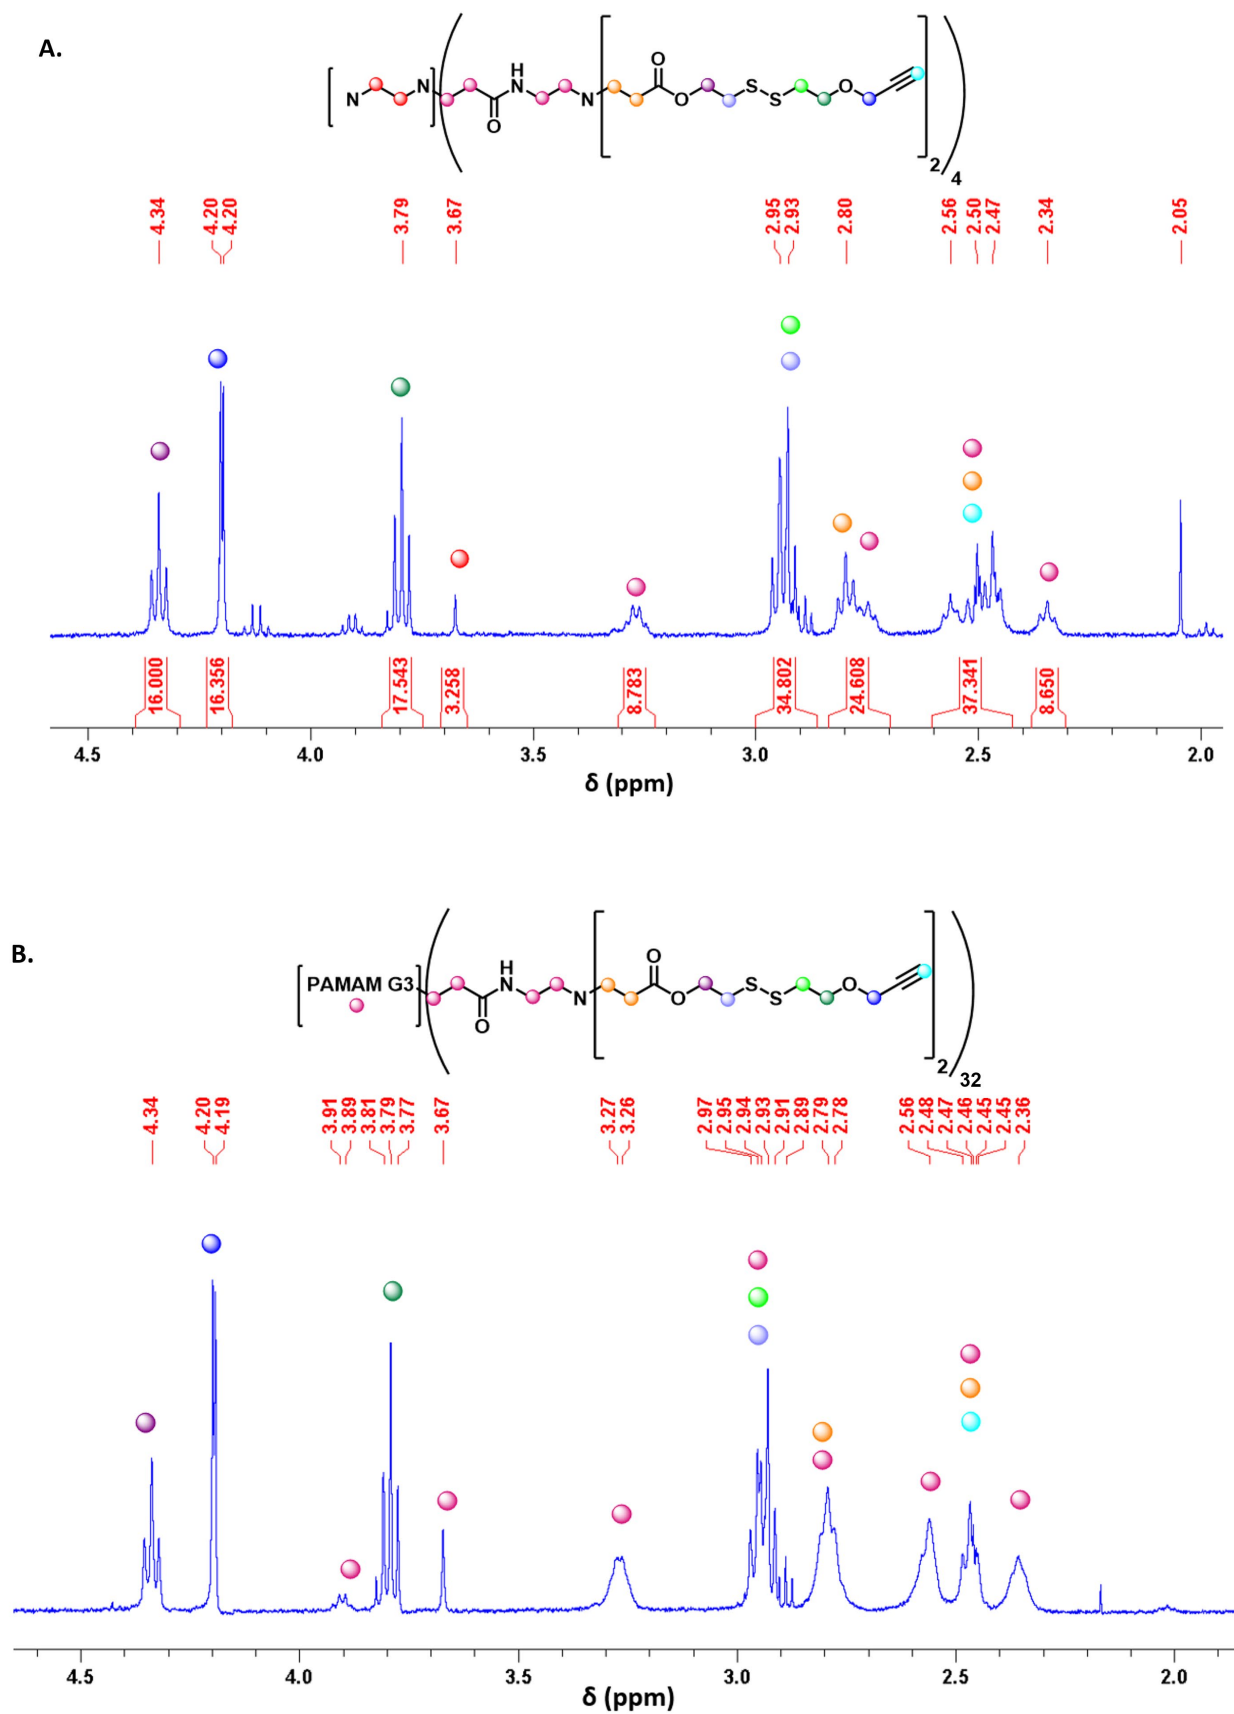 A.
O
H
N N N O S S O
O
2
4
4.34 4.20 4.20 3.79 3.67 2.95 2.93 2.80 2.56 2.50 2.47 2.34 2.05
16.000 16.356 17.543 3.258 8.783 34.802 24.608 37.341 8.650
4.5 4.0 3.5 3.0 2.5 2.0
δ (ppm)
B.
O
H
PAMAM G3 N N O S S O
O
2
32
4.34 4.20 4.19 3.91 3.89 3.81 3.79 3.77 3.67 3.27 3.26 2.97 2.95 2.94 2.93 2.91 2.89 2.79 2.78 2.56 2.48 2.47 2.46 2.45 2.45 2.36
4.5 4.0 3.5 3.0 2.5 2.0
δ (ppm)